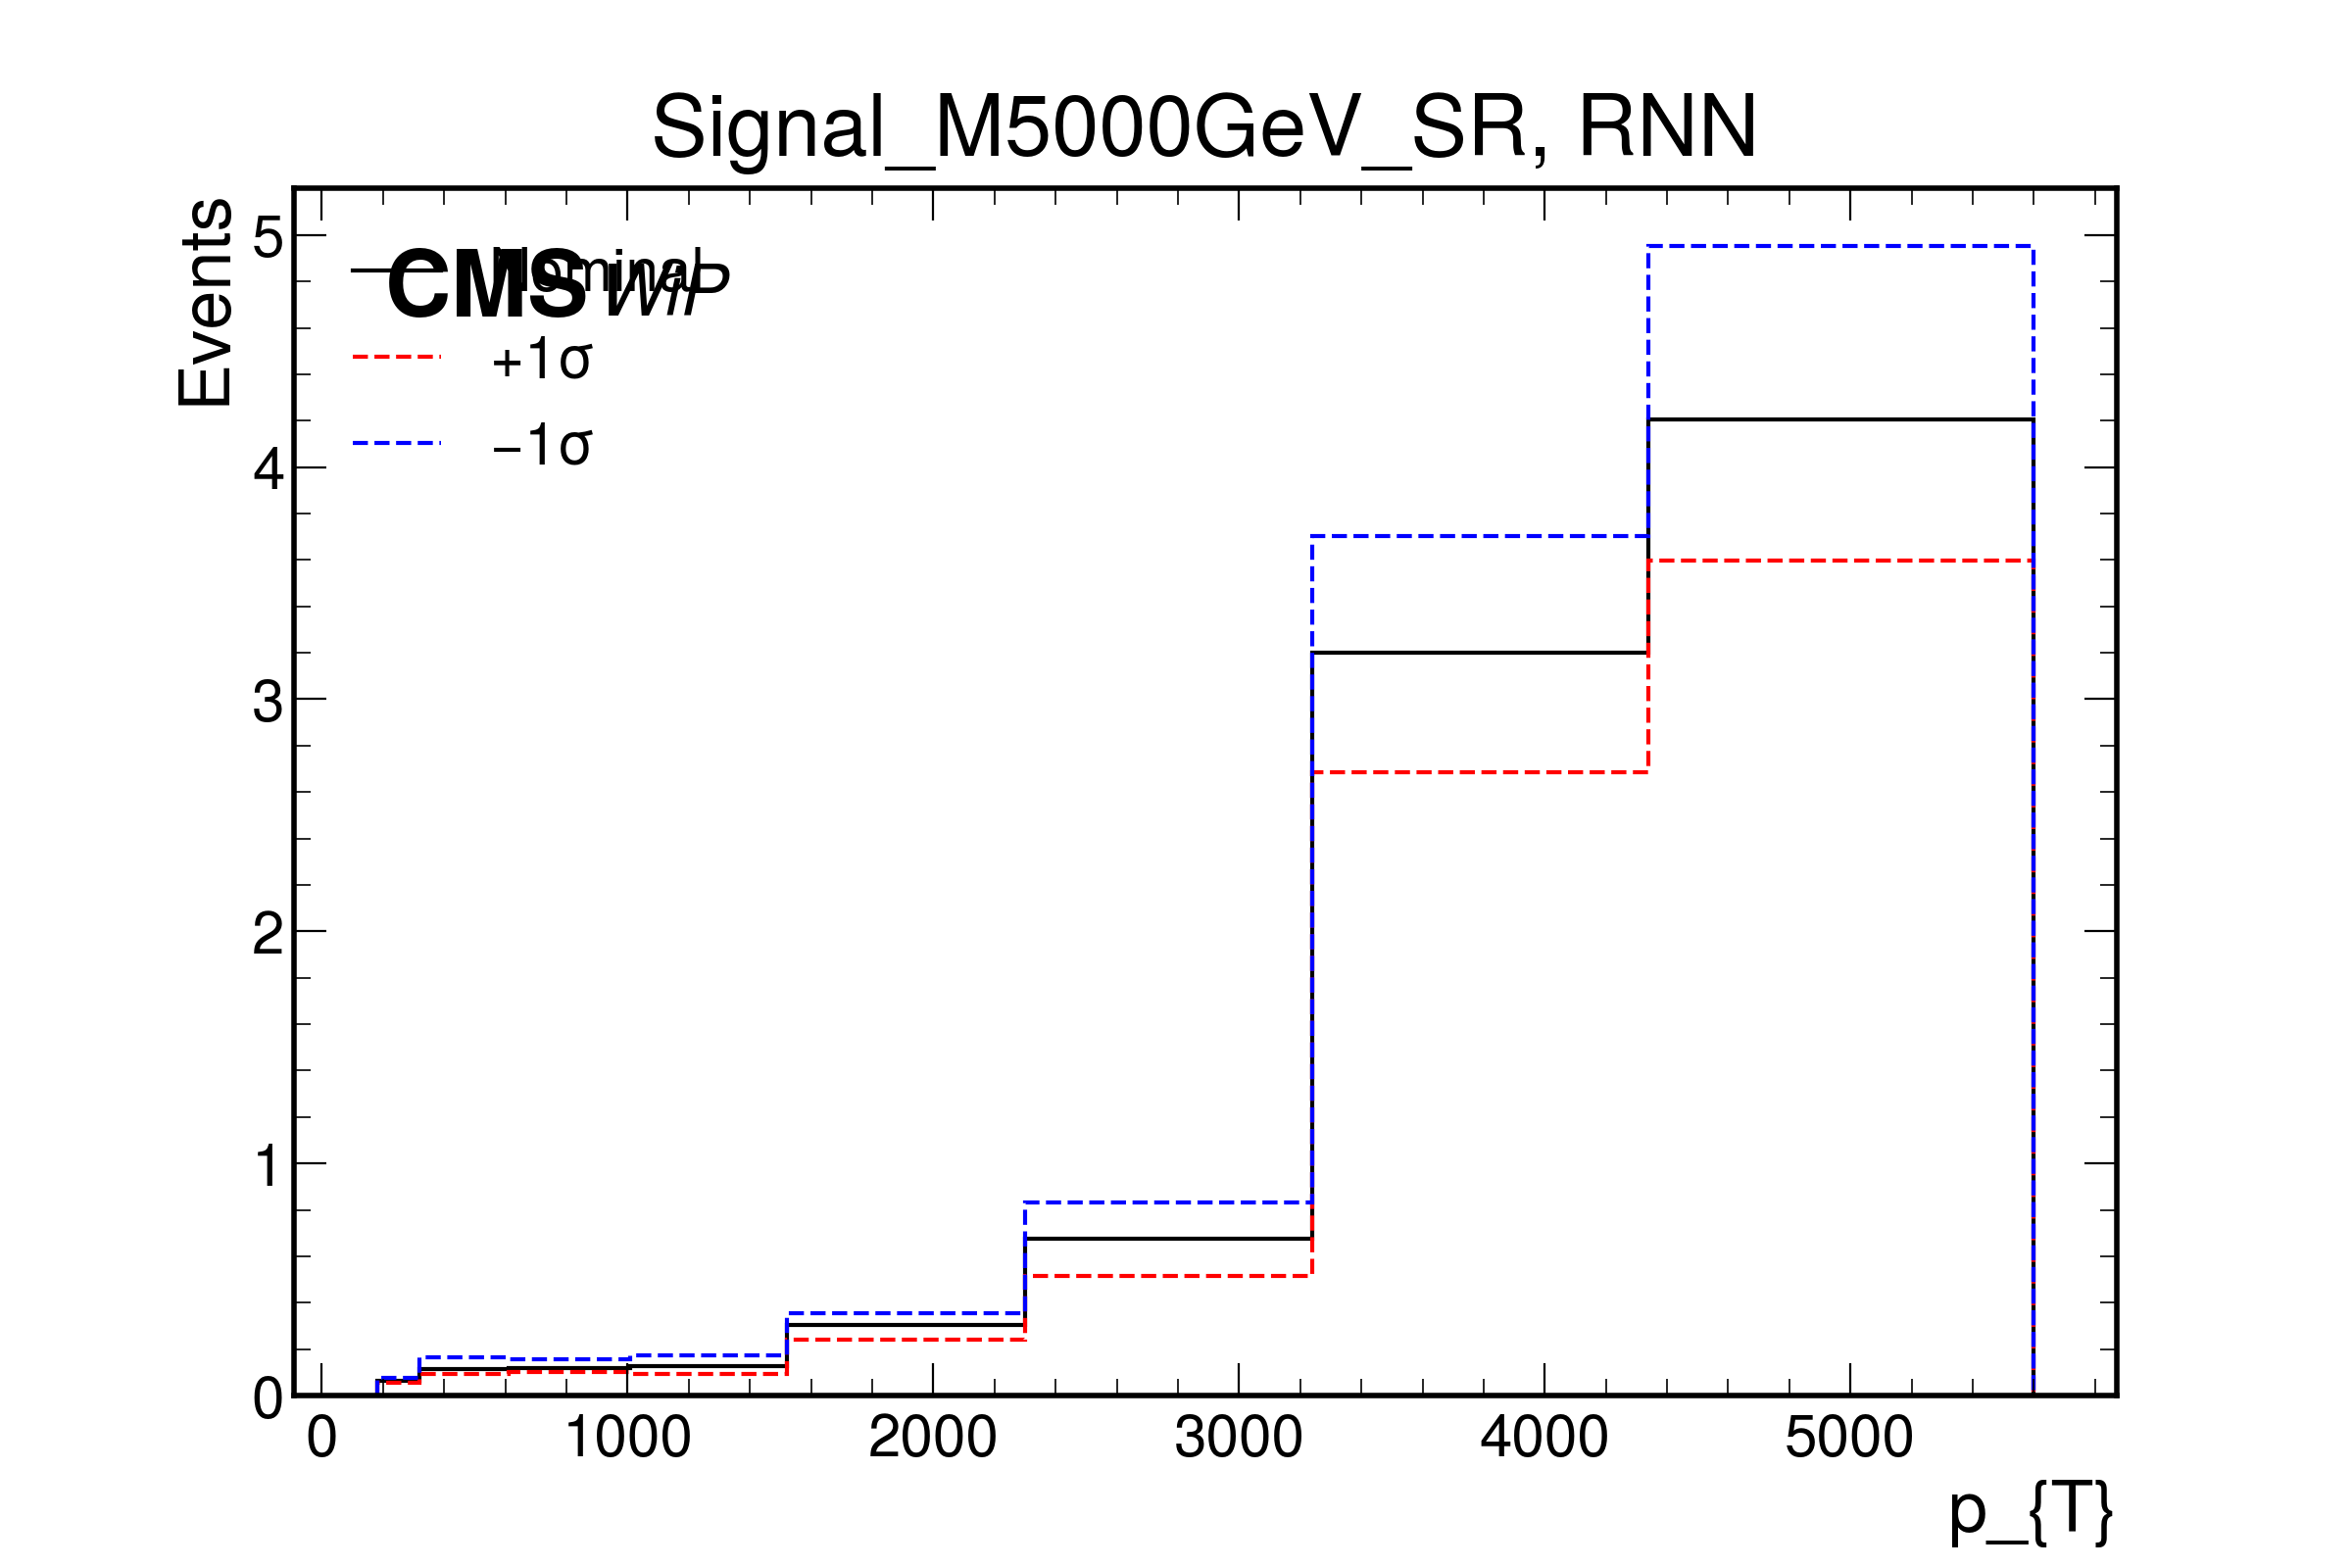 Signal_M5000GeV_SR, RNN
Events
5
4
3
2
1
0
CMS WiP
Nominal
+1σ
−1σ
0 1000 2000 3000 4000 5000
p_{T}